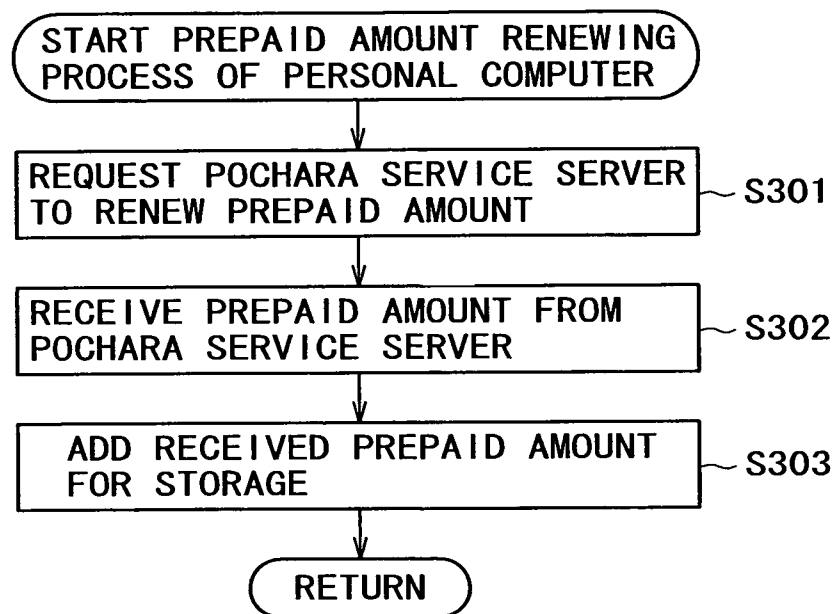 START PREPAID AMOUNT RENEWING
PROCESS OF PERSONAL COMPUTER
REQUEST POCHARA SERVICE SERVER
TO RENEW PREPAID AMOUNT
S301
RECEIVE PREPAID AMOUNT FROM
POCHARA SERVICE SERVER
S302
ADD RECEIVED PREPAID AMOUNT
FOR STORAGE
S303
RETURN